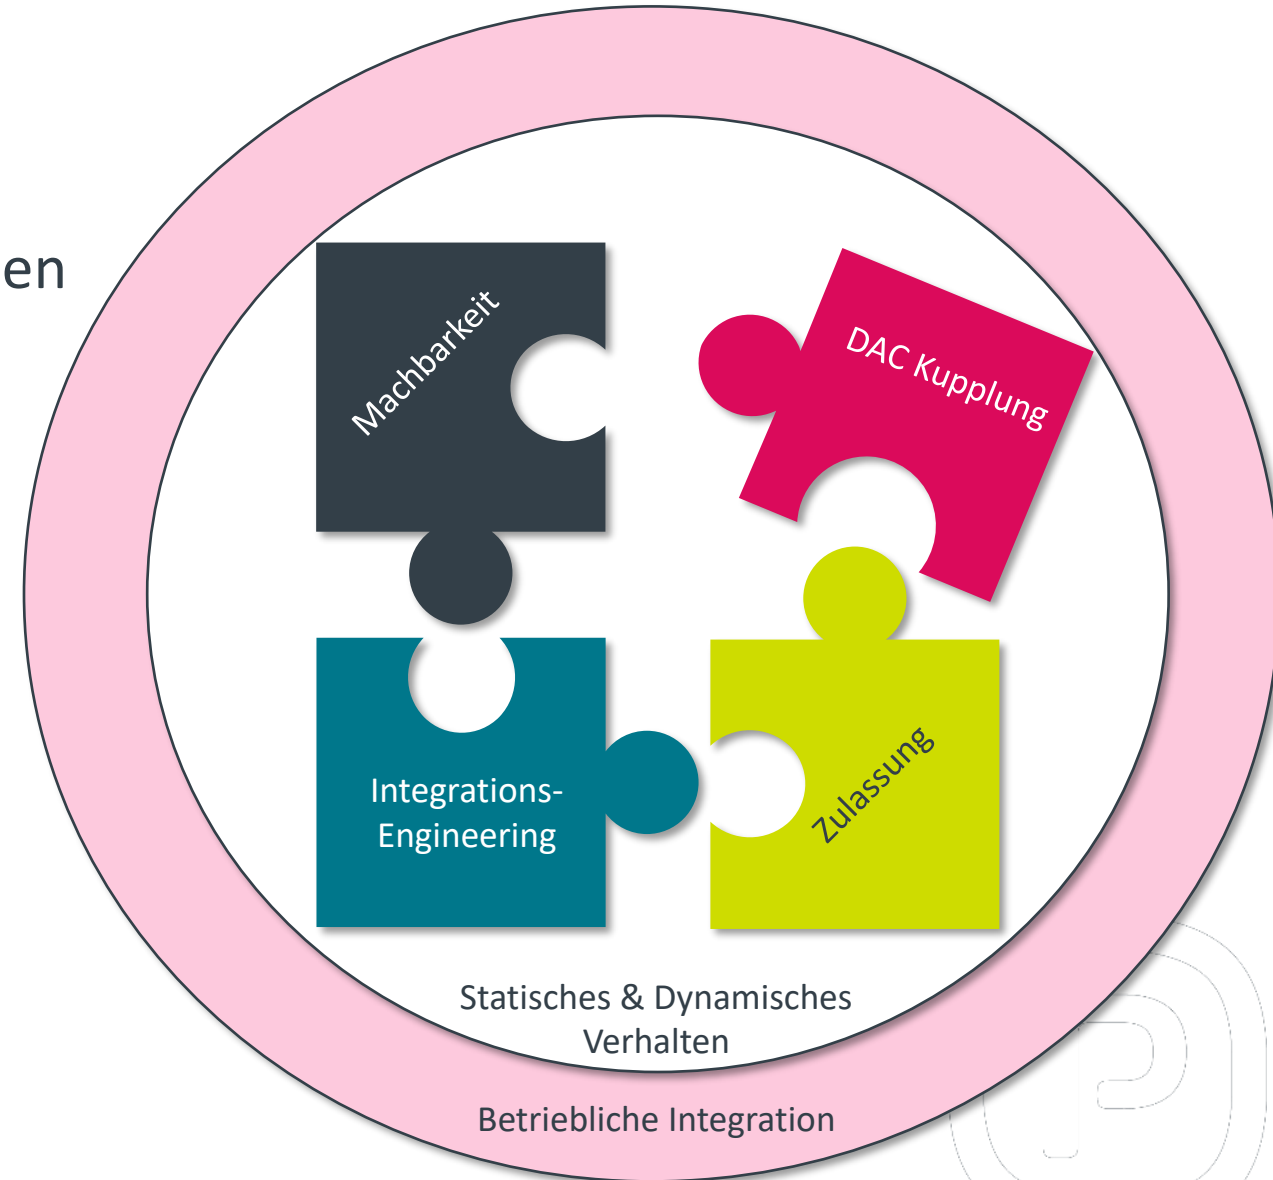 en
Machbarkeit
DAC Kupplung
Integrations-
Engineering
Zulassung
Statisches & Dynamisches
Verhalten
Betriebliche Integration